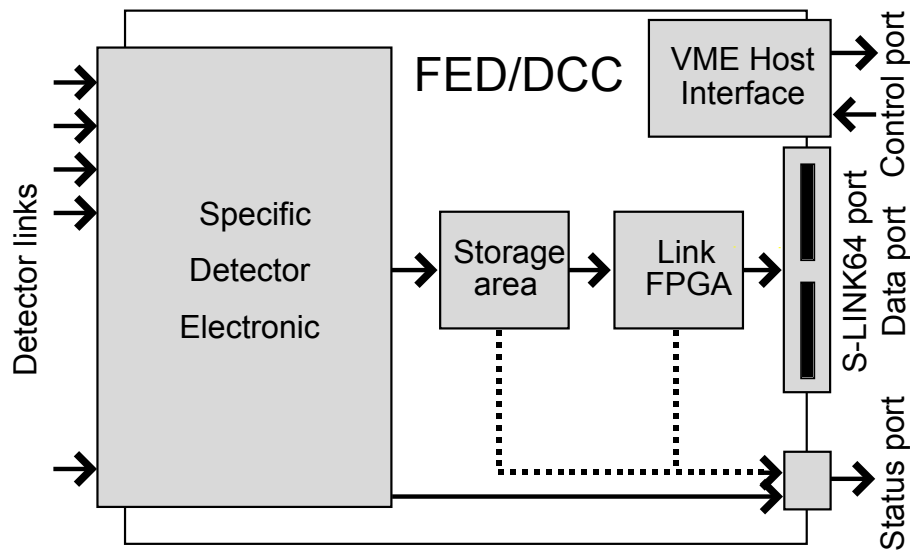 FED/DCC
VME Host
Interface
Control port
Detector links
Specific
Detector
Electronic
Storage
area
Link
FPGA
S-LINK64 port
Data port
Status port